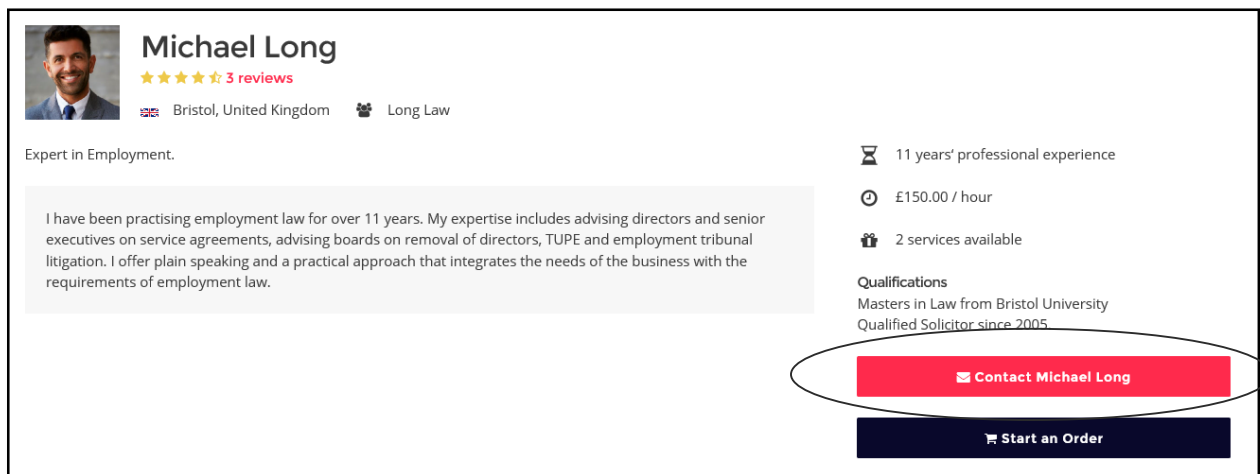 Michael Long
3 reviews
Bristol, United Kingdom Long Law
Expert in Employment.
I have been practising employment law for over 11 years. My expertise includes advising directors and senior
executives on service agreements, advising boards on removal of directors, TUPE and employment tribunal
litigation. I offer plain speaking and a practical approach that integrates the needs of the business with the
requirements of employment law.
11 years' professional experience
£150.00 / hour
2 services available
Qualifications
Masters in Law from Bristol University
Qualified Solicitor since 2005
Contact Michael Long
Start an Order